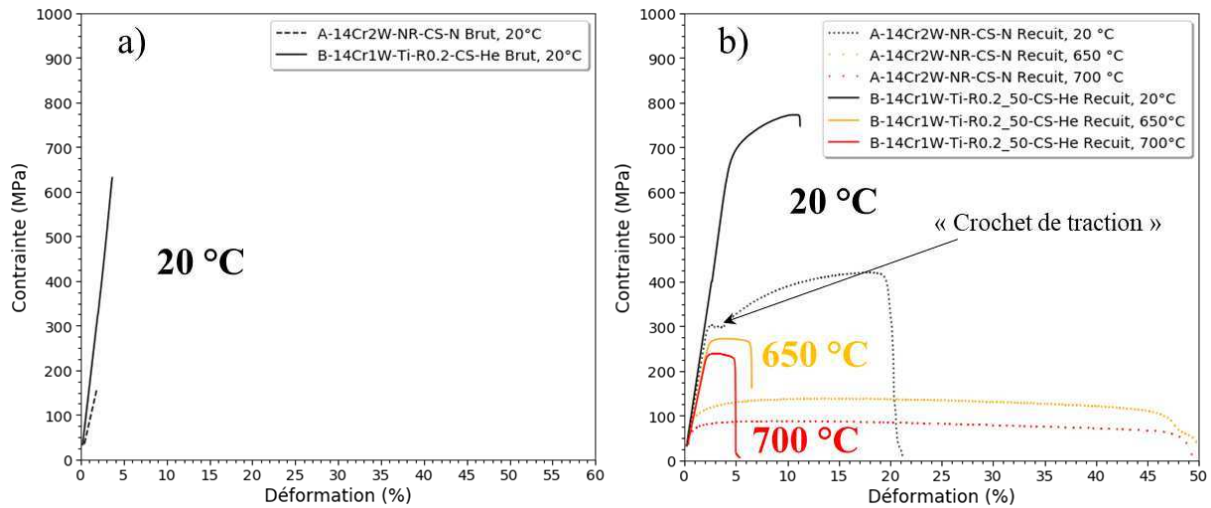 a)
A-14Cr2W-NR-CS-N Brut, 20°C
B-14Cr1W-Ti-R0.2-CS-He Brut, 20°C
20 °C
Contrainte (MPa)
1000
900
800
700
600
500
400
300
200
100
0
0 5 10 15 20 25 30 35 40 45 50 55 60
Déformation (%)
b)
A-14Cr2W-NR-CS-N Recuit, 20 °C
A-14Cr2W-NR-CS-N Recuit, 650 °C
A-14Cr2W-NR-CS-N Recuit, 700 °C
B-14Cr1W-Ti-R0.2_50-CS-He Recuit, 20°C
B-14Cr1W-Ti-R0.2_50-CS-He Recuit, 650°C
B-14Cr1W-Ti-R0.2_50-CS-He Recuit, 700°C
20 °C
« Crochet de traction »
650 °C
700 °C
Contrainte (MPa)
1000
900
800
700
600
500
400
300
200
100
0
0 5 10 15 20 25 30 35 40 45 50
Déformation (%)